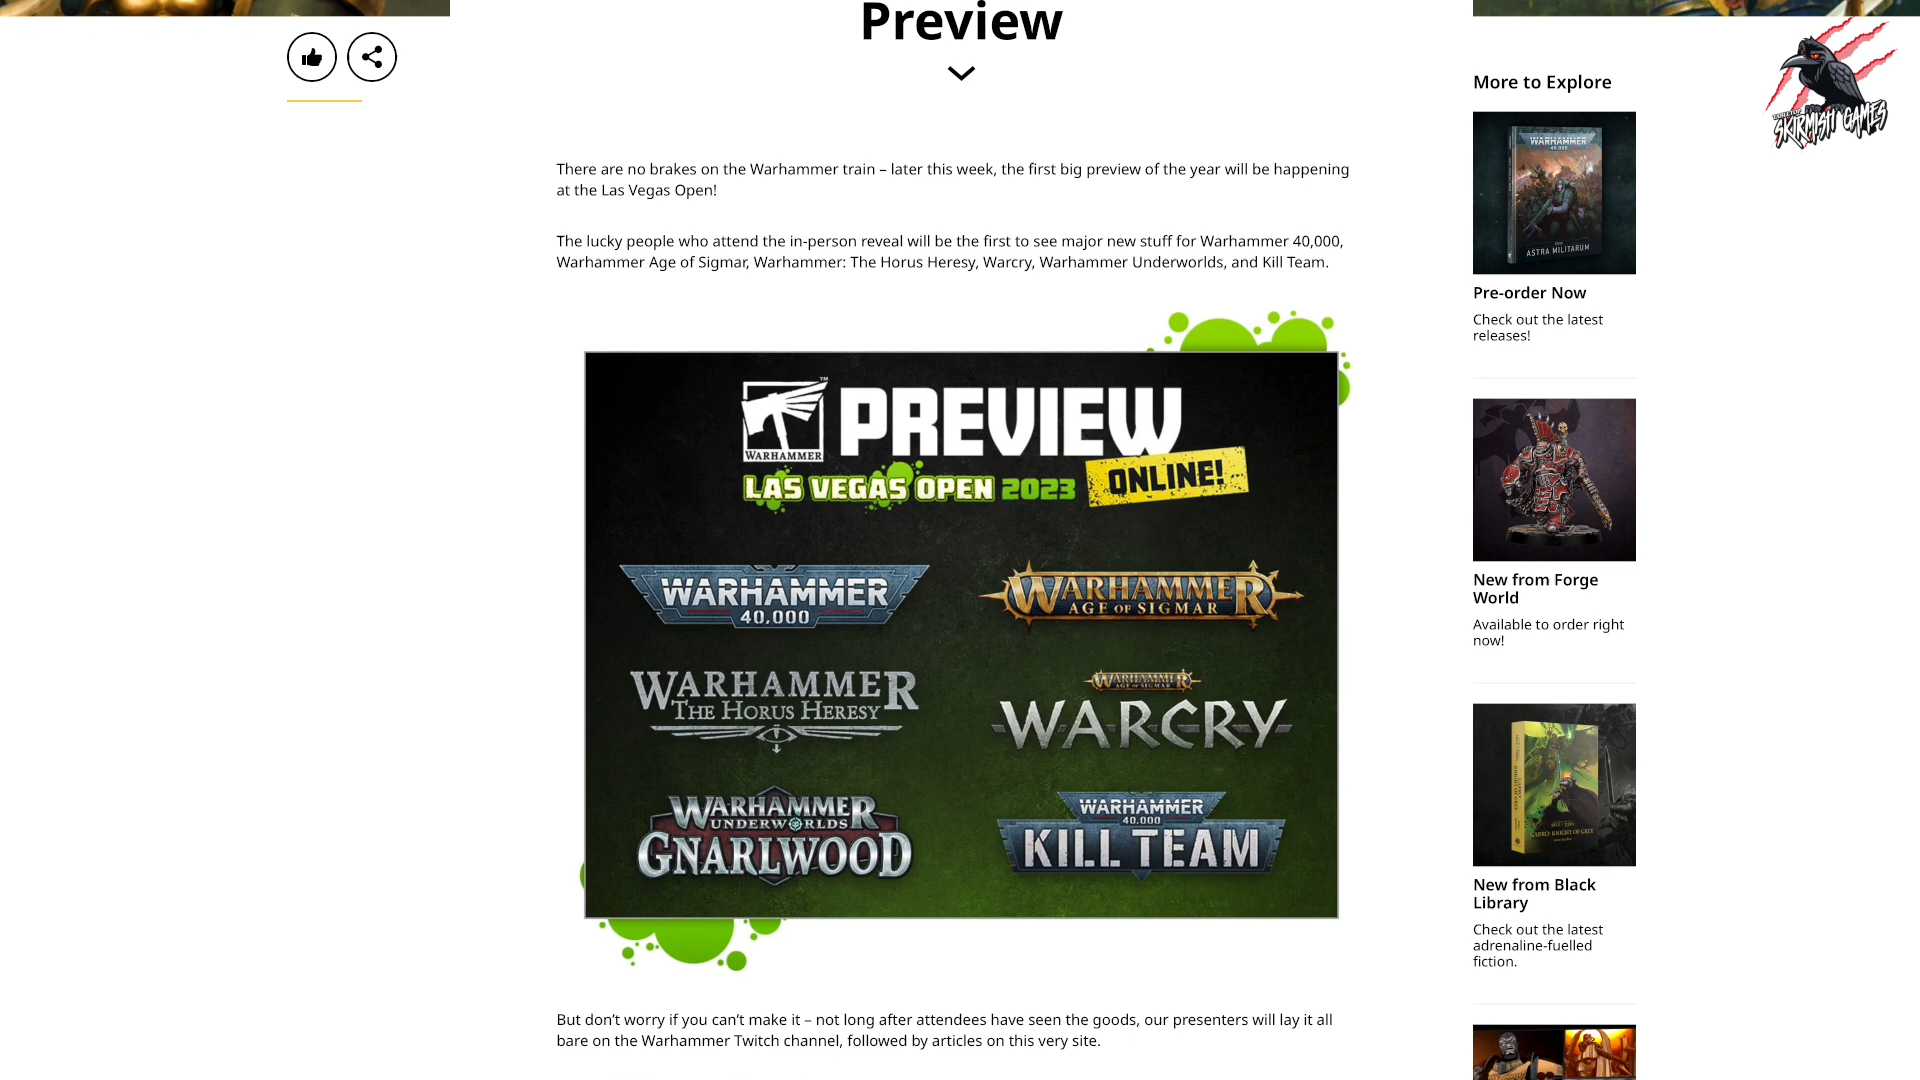 Preview
There are no brakes on the Warhammer train – later this week, the first big preview of the year will be happening
at the Las Vegas Open!
The lucky people who attend the in-person reveal will be the first to see major new stuff for Warhammer 40,000,
Warhammer Age of Sigmar, Warhammer: The Horus Heresy, Warcry, Warhammer Underworlds, and Kill Team.
WARHAMMER
PREVIEW
LAS VEGAS OPEN 2023
ONLINE!
WARHAMMER
40,000
WARHAMMER
AGE OF SIGMAR
WARHAMMER
THE HORUS HERESY
WARHAMMER
AGE OF SIGMAR
WARCRY
WARHAMMER
UNDERWORLDS
GNARLWOOD
WARHAMMER
40,000
KILL TEAM
But don’t worry if you can’t make it – not long after attendees have seen the goods, our presenters will lay it all
bare on the Warhammer Twitch channel, followed by articles on this very site.
More to Explore
WARHAMMER
40,000
ASTRA MILITARUM
Pre-order Now
Check out the latest
releases!
New from Forge
World
Available to order right
now!
GARRO: KNIGHT OF GREY
New from Black
Library
Check out the latest
adrenaline-fuelled
fiction.
SKIRMISH GAMES